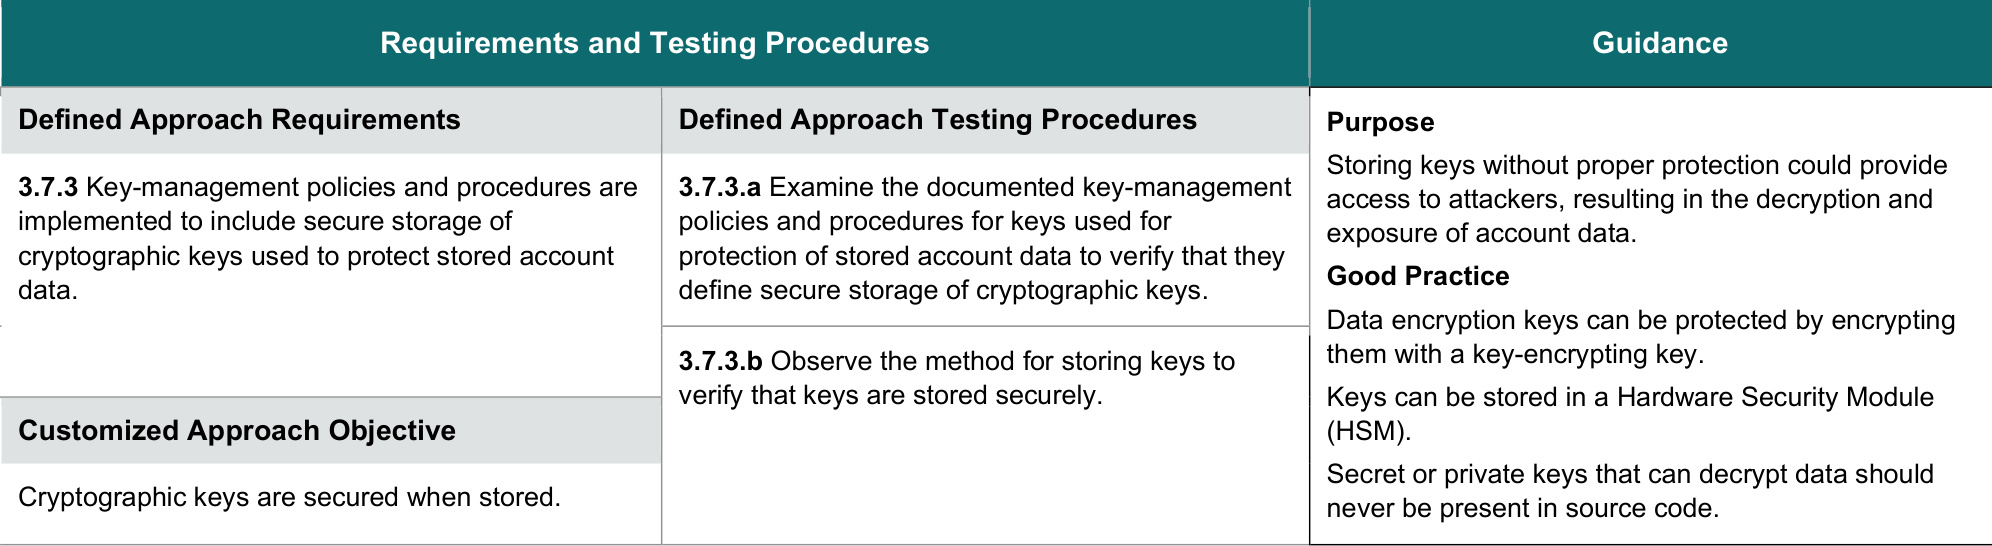 Requirements and Testing Procedures
Guidance
Defined Approach Requirements
3.7.3 Key-management policies and procedures are
implemented to include secure storage of
cryptographic keys used to protect stored account
data.
Customized Approach Objective
Cryptographic keys are secured when stored.
Defined Approach Testing Procedures
3.7.3.a Examine the documented key-management
policies and procedures for keys used for
protection of stored account data to verify that they
define secure storage of cryptographic keys.
3.7.3.b Observe the method for storing keys to
verify that keys are stored securely.
Purpose
Storing keys without proper protection could provide
access to attackers, resulting in the decryption and
exposure of account data.
Good Practice
Data encryption keys can be protected by encrypting
them with a key-encrypting key.
Keys can be stored in a Hardware Security Module
(HSM).
Secret or private keys that can decrypt data should
never be present in source code.